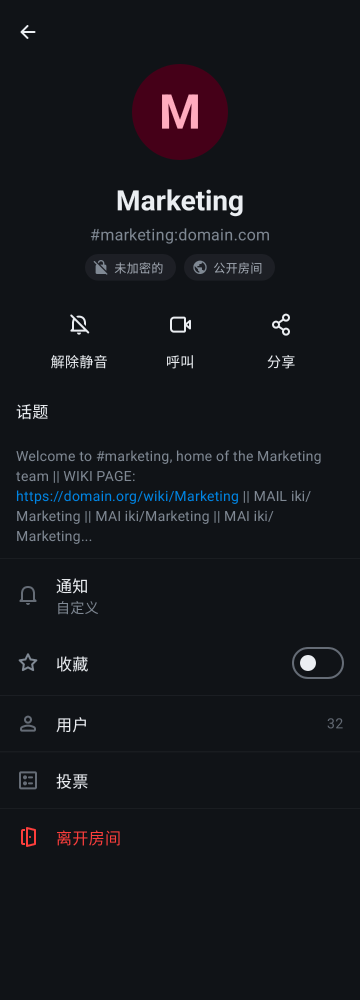 M
Marketing
#marketing:domain.com
未加密的 公开房间
解除静音 呼叫 分享
话题
Welcome to #marketing, home of the Marketing
team || WIKI PAGE:
https://domain.org/wiki/Marketing || MAIL iki/
Marketing || MAI iki/Marketing || MAI iki/
Marketing...
通知
自定义
收藏
用户 32
投票
离开房间